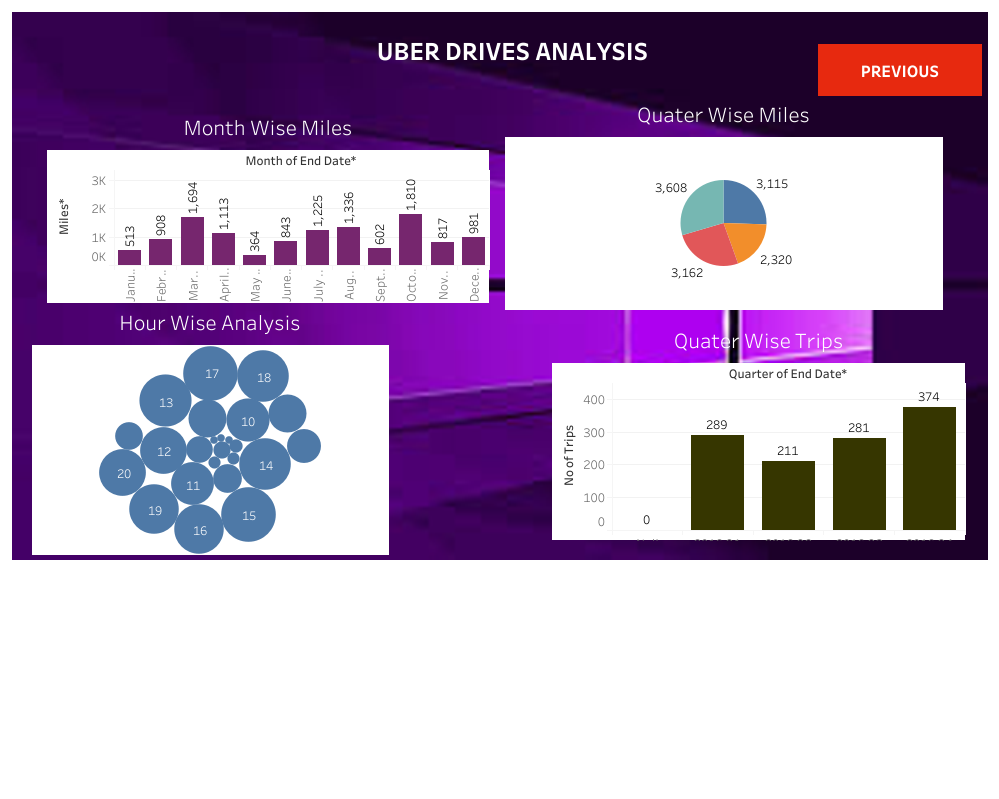 UBER DRIVES ANALYSIS
PREVIOUS
Month Wise Miles
Month of End Date*
Miles*
3K
2K
1K
0K
513
908
1,694
1,113
364
843
1,225
1,336
602
1,810
817
981
Janu..
Febr..
Mar..
April..
May ..
June..
July ..
Aug..
Sept..
Octo..
Nov..
Dece..
Quater Wise Miles
3,608
3,115
3,162
2,320
Hour Wise Analysis
17
18
13
10
12
14
20
11
19
15
16
Quater Wise Trips
Quarter of End Date*
No of Trips
400
300
200
100
0
0
289
211
281
374